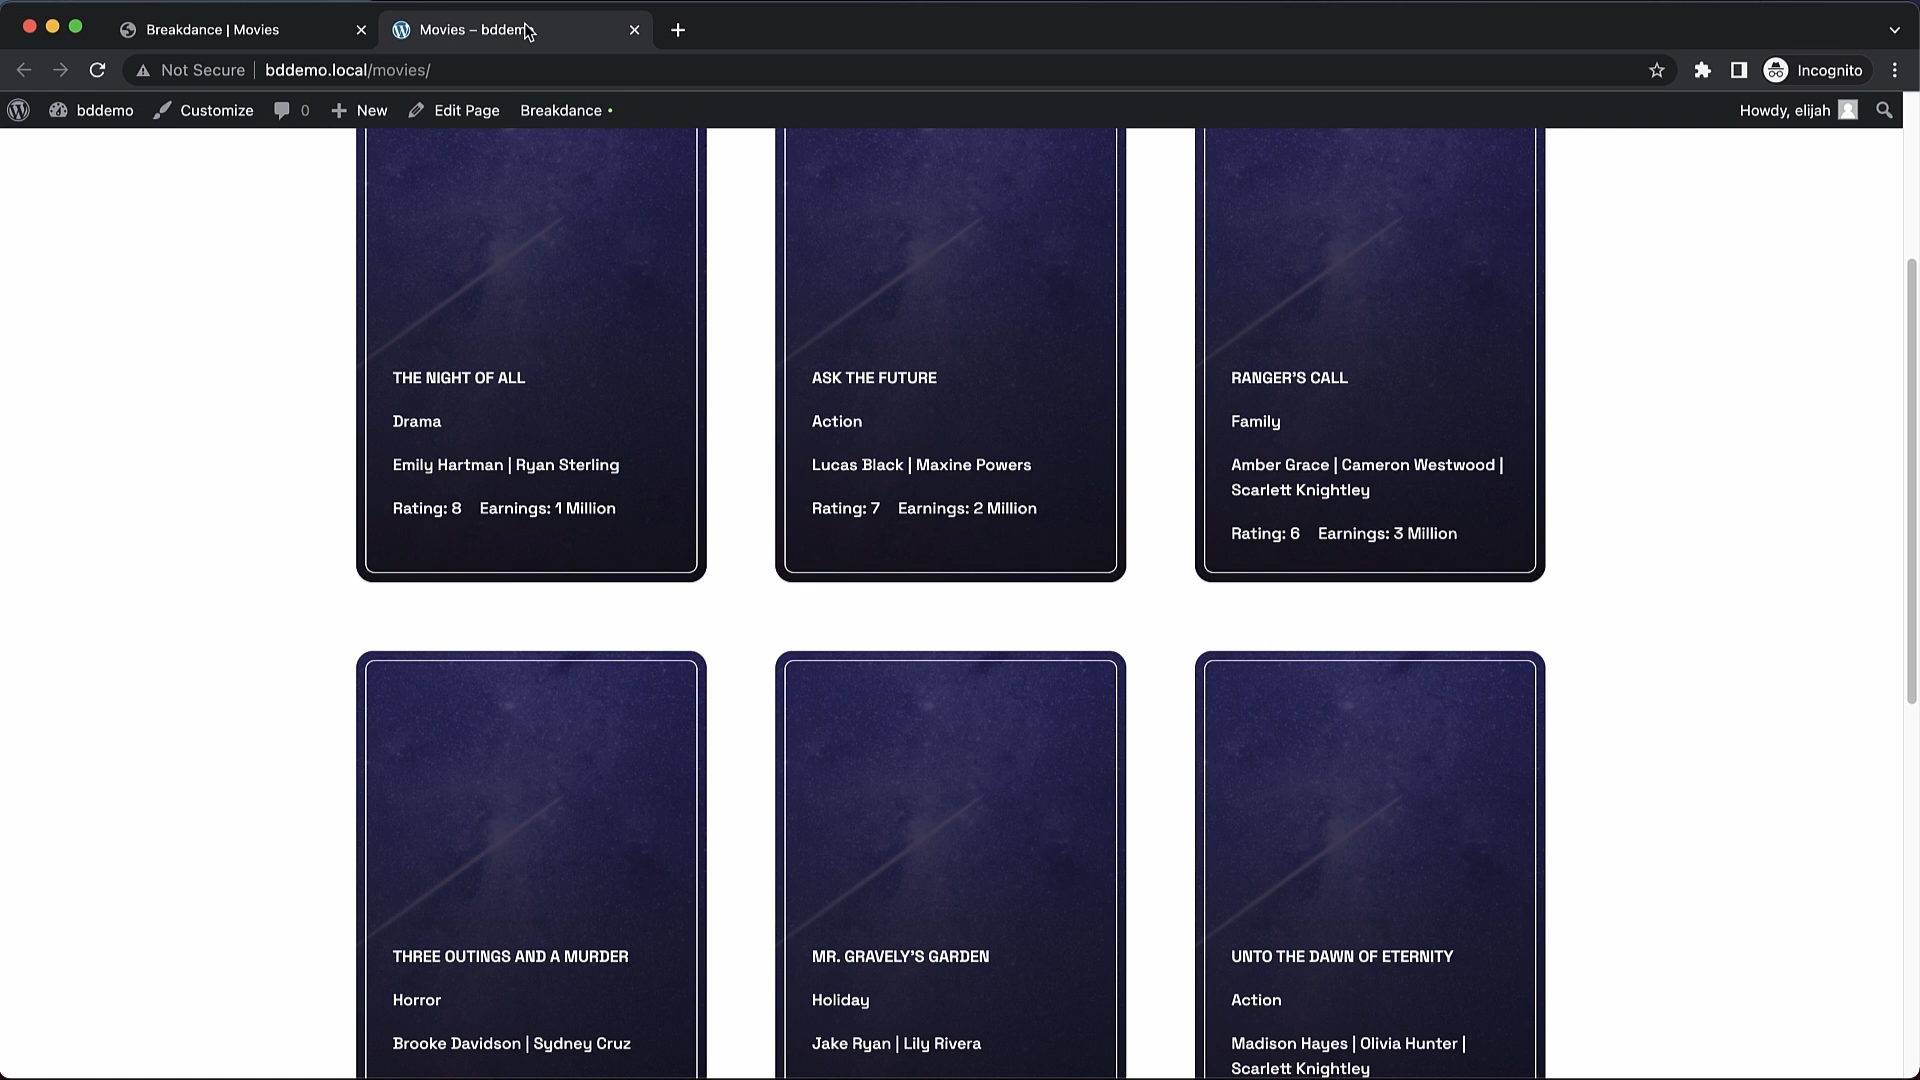 Breakdance | Movies
Movies – bddem
Not Secure
bddemo.local/movies/
Incognito
bddemo
Customize
0
New
Edit Page
Breakdance
Howdy, elijah
THE NIGHT OF ALL
Drama
Emily Hartman | Ryan Sterling
Rating: 8 Earnings: 1 Million
ASK THE FUTURE
Action
Lucas Black | Maxine Powers
Rating: 7 Earnings: 2 Million
RANGER'S CALL
Family
Amber Grace | Cameron Westwood |
Scarlett Knightley
Rating: 6 Earnings: 3 Million
THREE OUTINGS AND A MURDER
Horror
Brooke Davidson | Sydney Cruz
MR. GRAVELY'S GARDEN
Holiday
Jake Ryan | Lily Rivera
UNTO THE DAWN OF ETERNITY
Action
Madison Hayes | Olivia Hunter |
Scarlett Knightley